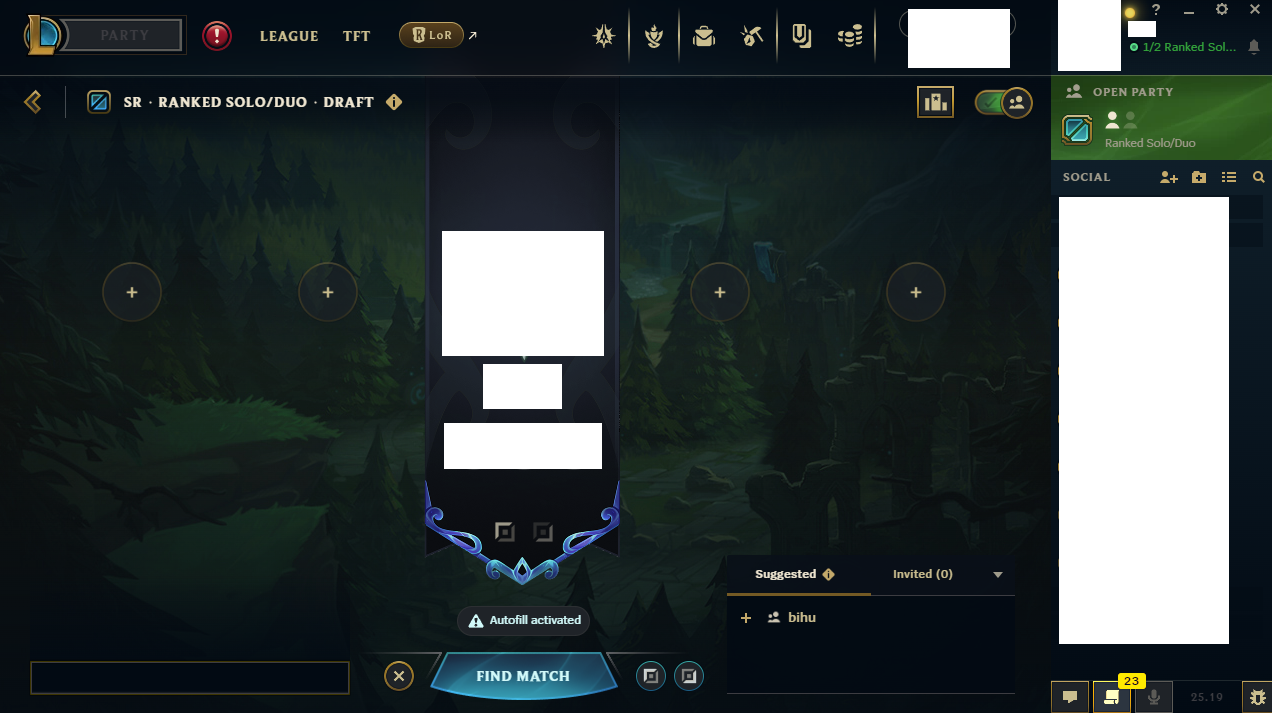 PARTY
LEAGUE
TFT
LoR
?
1/2 Ranked Sol...
SR · RANKED SOLO/DUO · DRAFT
OPEN PARTY
Ranked Solo/Duo
SOCIAL
Suggested
Invited (0)
bihu
Autofill activated
FIND MATCH
23
25.19